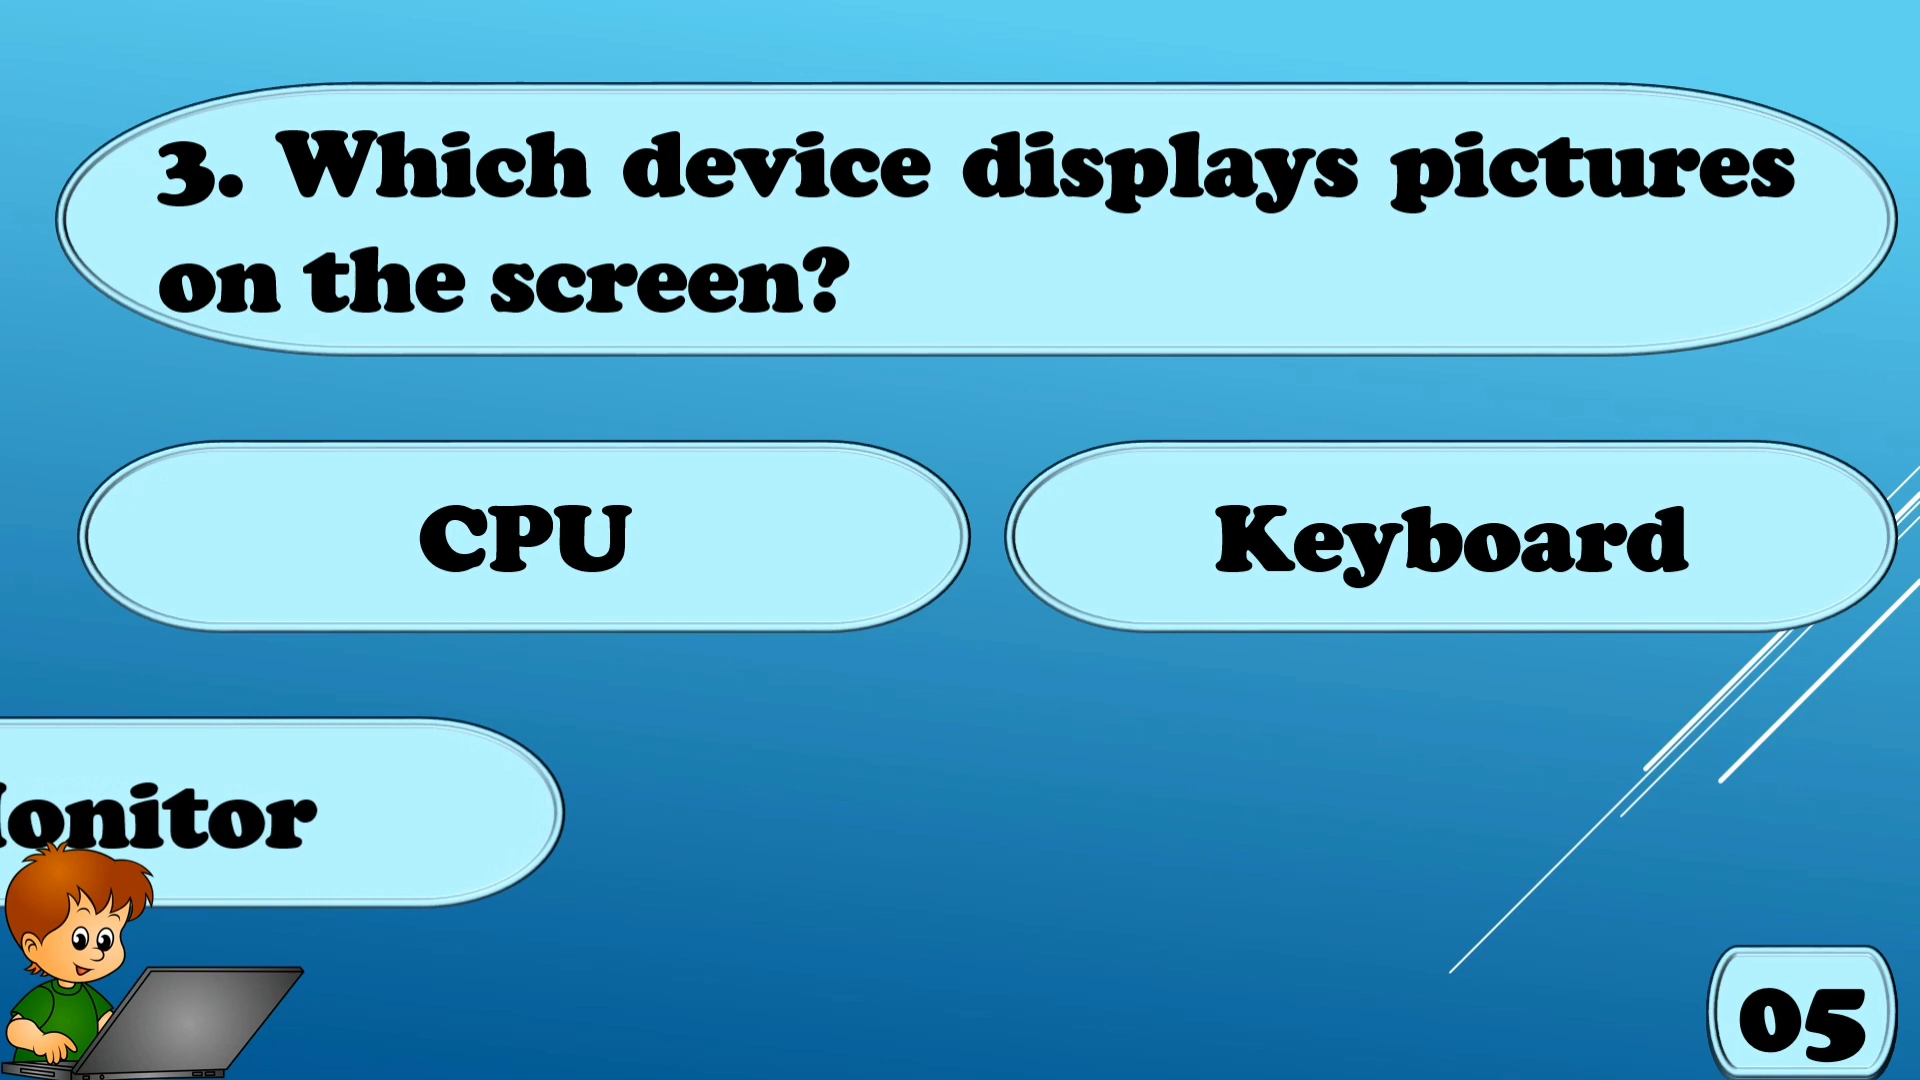 3. Which device displays pictures
on the screen?
CPU
Keyboard
onitor
05